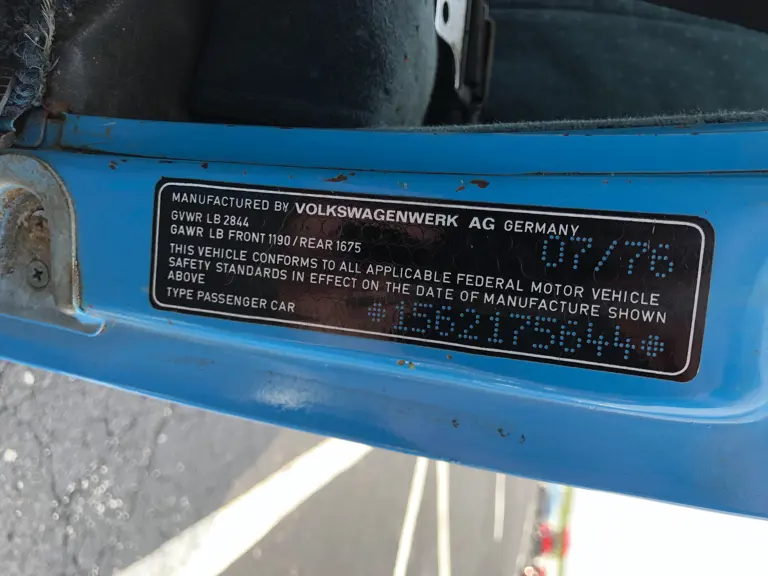 MANUFACTURED BY VOLKSWAGENWERK AG GERMANY
GVWR LB 2844 07/76
GAWR LB FRONT 1190/REAR 1675
THIS VEHICLE CONFORMS TO ALL APPLICABLE FEDERAL MOTOR VEHICLE
SAFETY STANDARDS IN EFFECT ON THE DATE OF MANUFACTURE SHOWN
ABOVE
TYPE PASSENGER CAR *1562175844*